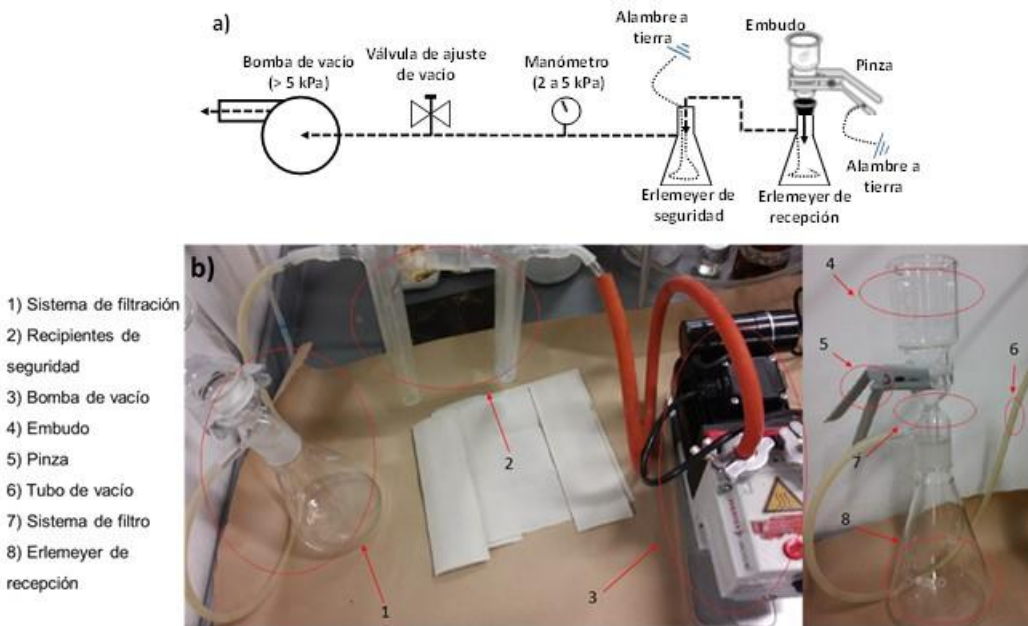 a)
Alambre a
tierra
Embudo
Bomba de vacío
(> 5 kPa)
Válvula de ajuste
de vacio
Manómetro
(2 a 5 kPa)
Pinza
Alambre a
tierra
Erlemeyer de
seguridad
Erlemeyer de
recepción
b)
1) Sistema de filtración
2) Recipientes de
seguridad
3) Bomba de vacío
4) Embudo
5) Pinza
6) Tubo de vacío
7) Sistema de filtro
8) Erlemeyer de
recepción
1
2
3
4
5
6
7
8